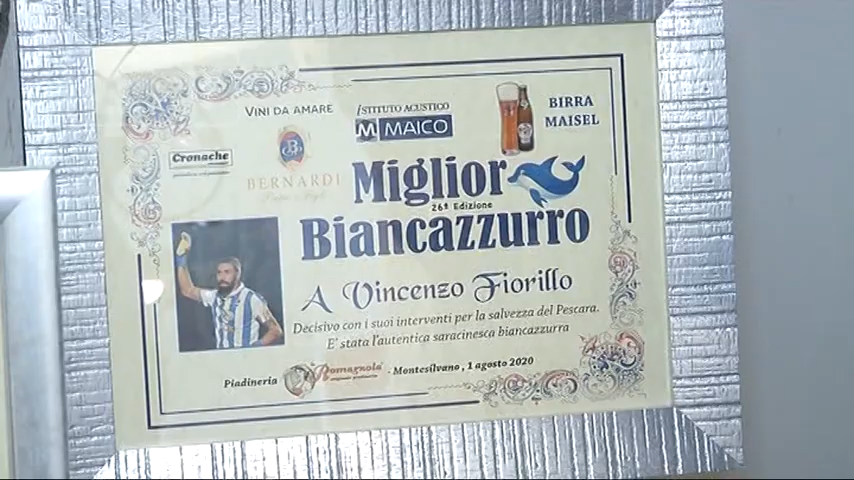 VINI DA AMARE
ISTITUTO ACUSTICO
M MAICO
BIRRA
MAISEL
Cronache
B
BERNARDI
Miglior
26ª Edizione
Biancazzurro
A Vincenzo Fiorillo
Decisivo con i suoi interventi per la salvezza del Pescara.
E' stata l'autentica saracinesca biancazzurra
Piadineria Romagnola - Montesilvano, 1 agosto 2020